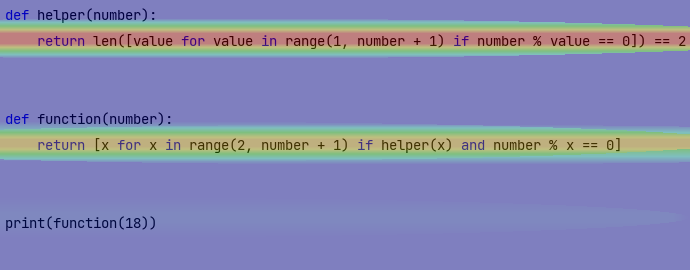 def helper(number):
    return len([value for value in range(1, number + 1) if number % value == 0]) == 2
def function(number):
    return [x for x in range(2, number + 1) if helper(x) and number % x == 0]
print(function(18))